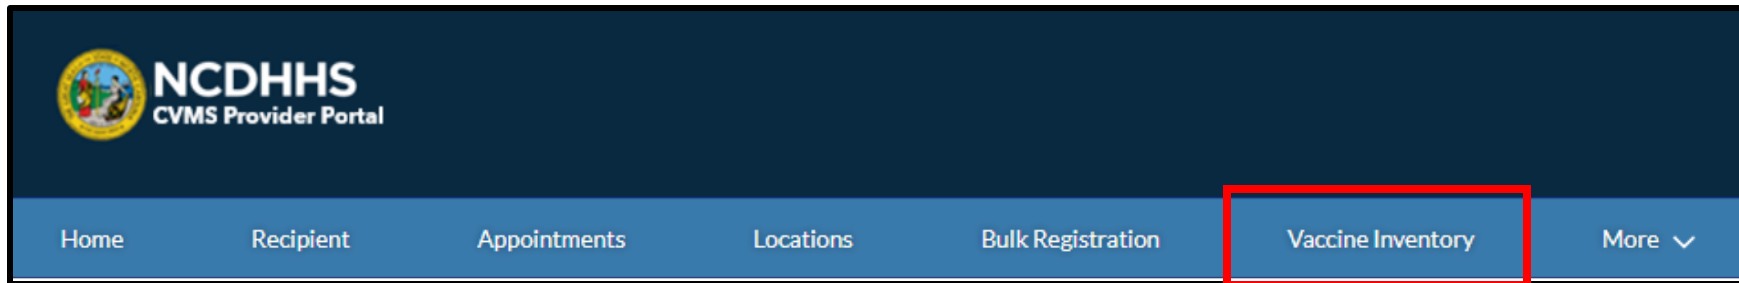 NCDHHS
CVMS Provider Portal
Home Recipient Appointments Locations Bulk Registration Vaccine Inventory More